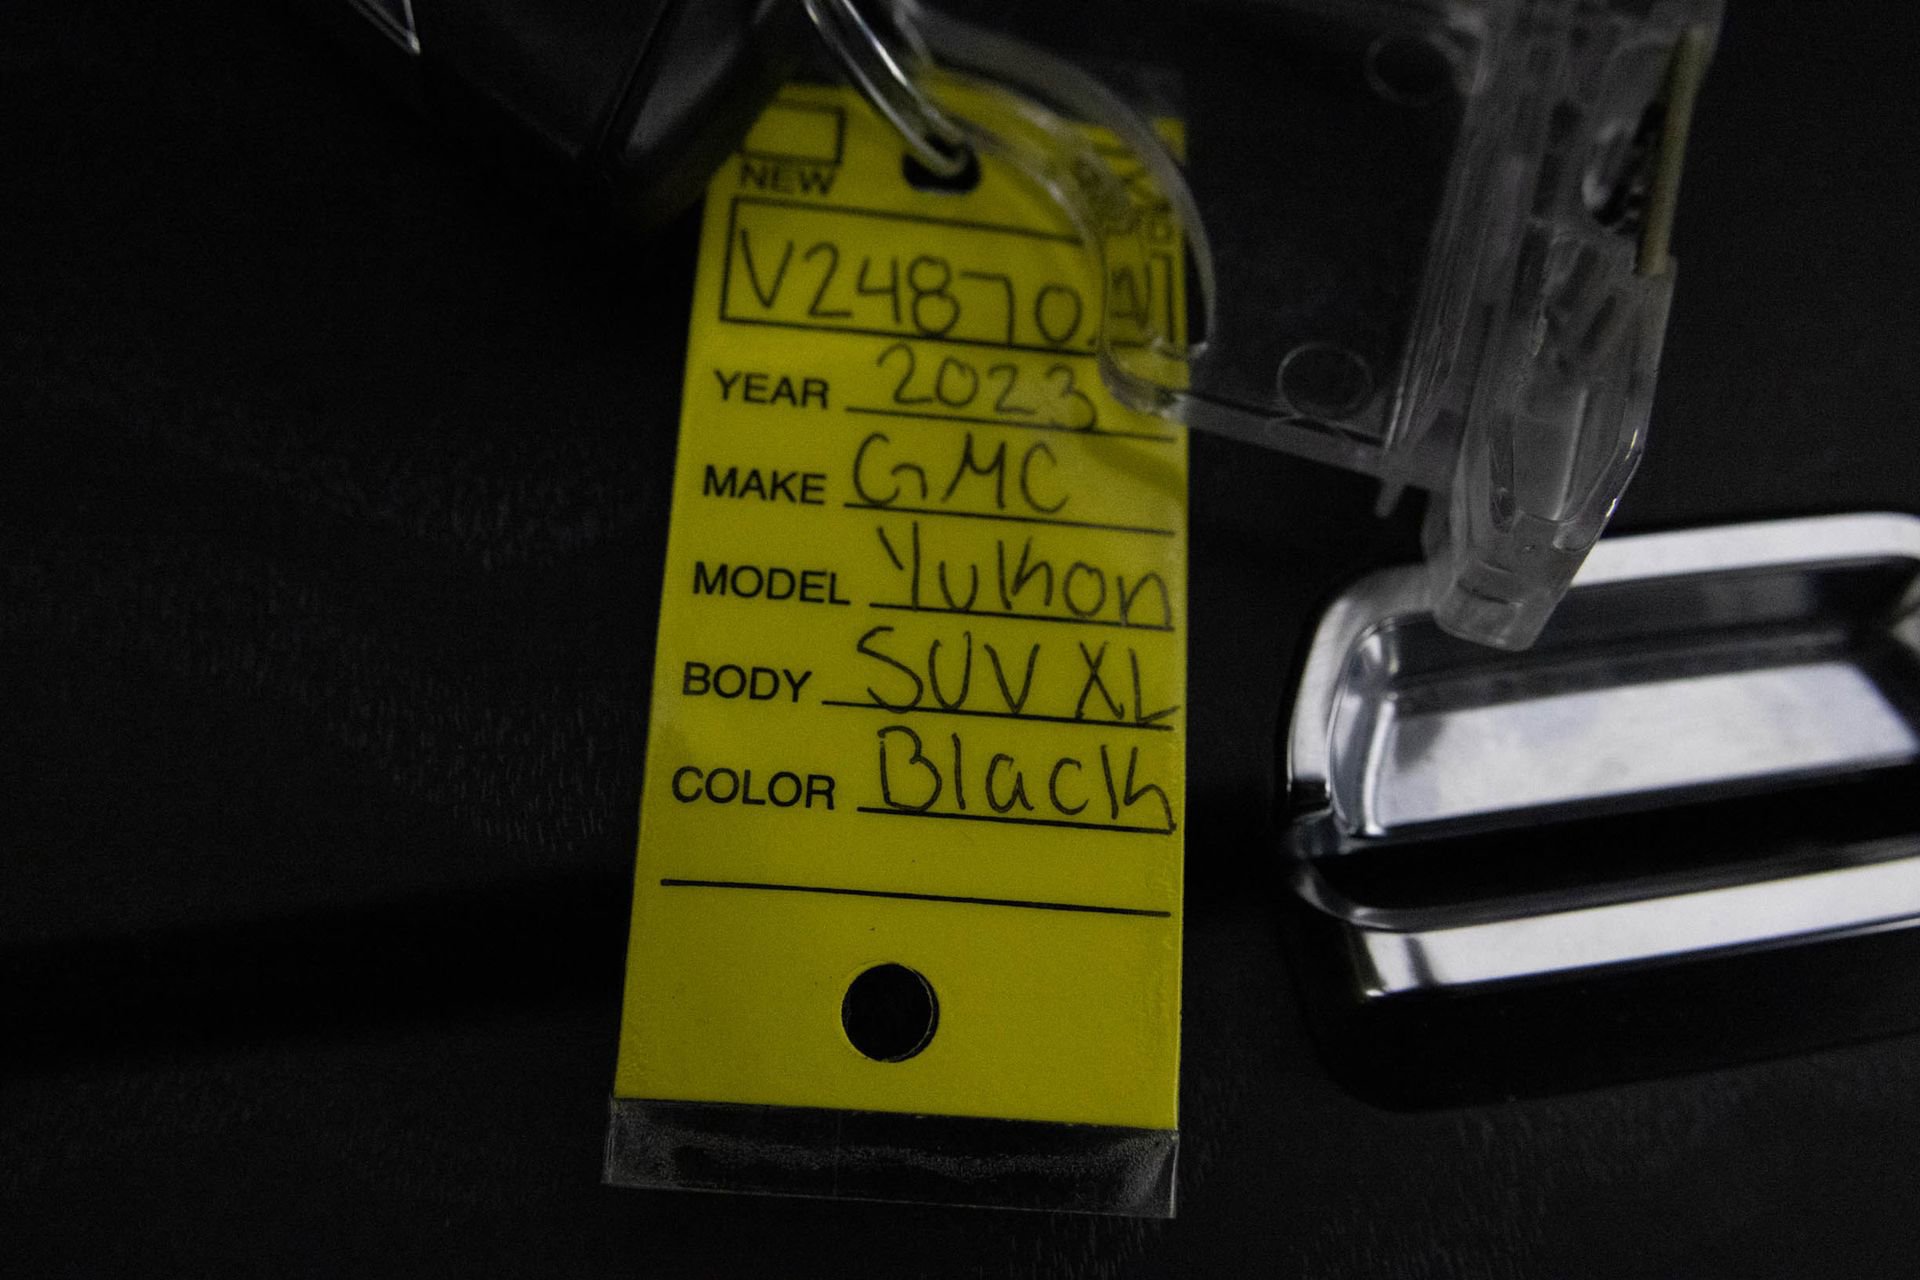 NEW
V24870
YEAR 2023
MAKE GMC
MODEL Yukon
BODY SUV XL
COLOR Black